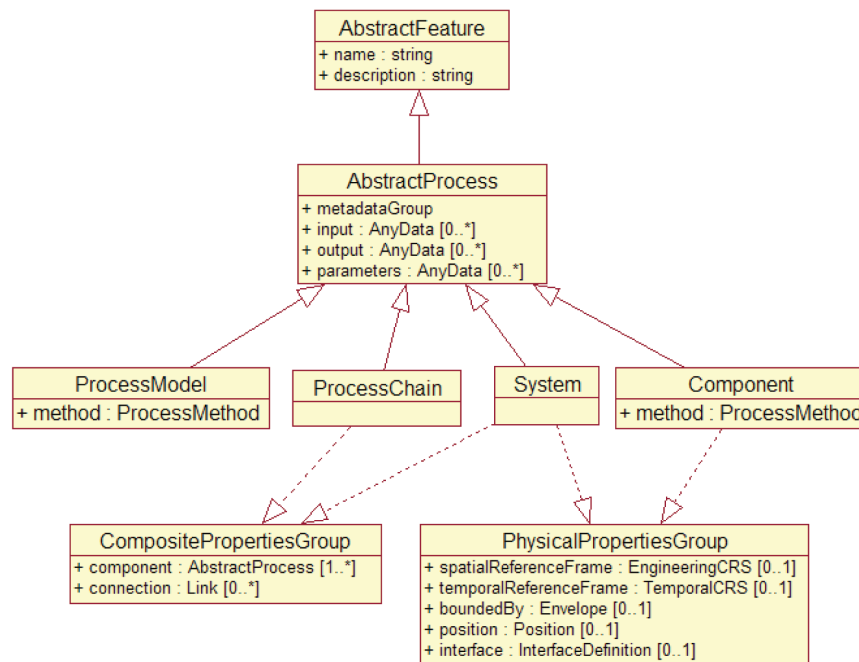 AbstractFeature
+ name : string
+ description : string
AbstractProcess
+ metadataGroup
+ input : AnyData [0..*]
+ output : AnyData [0..*]
+ parameters : AnyData [0..*]
ProcessModel
+ method : ProcessMethod
ProcessChain
System
Component
+ method : ProcessMethod
CompositePropertiesGroup
+ component : AbstractProcess [1..*]
+ connection : Link [0..*]
PhysicalPropertiesGroup
+ spatialReferenceFrame : EngineeringCRS [0..1]
+ temporalReferenceFrame : TemporalCRS [0..1]
+ boundedBy : Envelope [0..1]
+ position : Position [0..1]
+ interface : InterfaceDefinition [0..1]